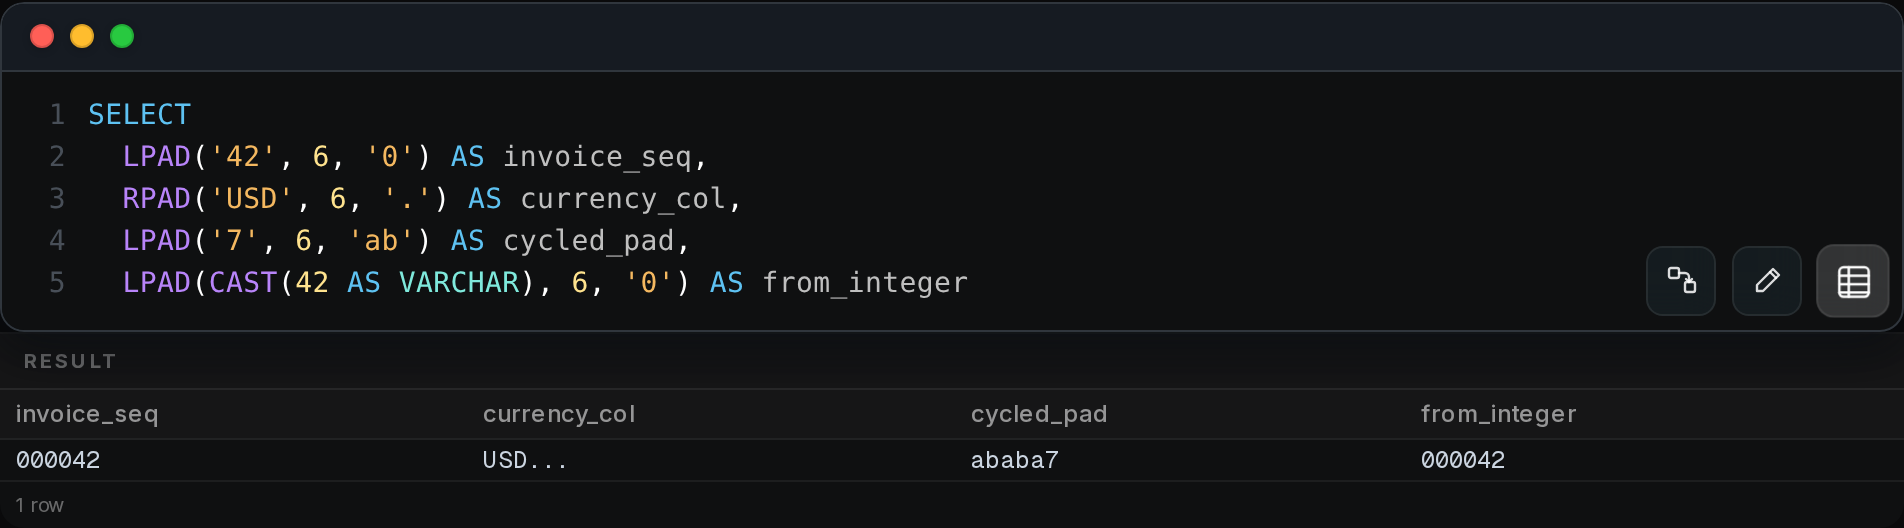 1 SELECT
2   LPAD('42', 6, '0') AS invoice_seq,
3   RPAD('USD', 6, '.') AS currency_col,
4   LPAD('7', 6, 'ab') AS cycled_pad,
5   LPAD(CAST(42 AS VARCHAR), 6, '0') AS from_integer
RESULT
invoice_seq currency_col cycled_pad from_integer
000042 USD... ababa7 000042
1 row